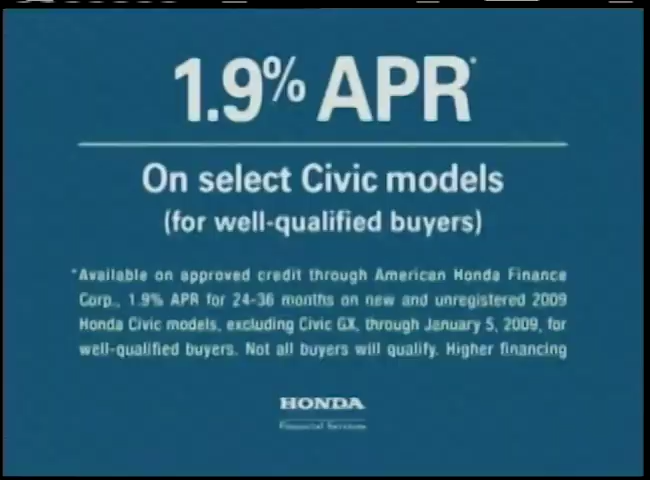 1.9% APR*
On select Civic models
(for well-qualified buyers)
*Available on approved credit through American Honda Finance
Corp., 1.9% APR for 24-36 months on new and unregistered 2009
Honda Civic models, excluding Civic GX, through January 5, 2009, for
well-qualified buyers. Not all buyers will qualify. Higher financing
HONDA
Financial Services